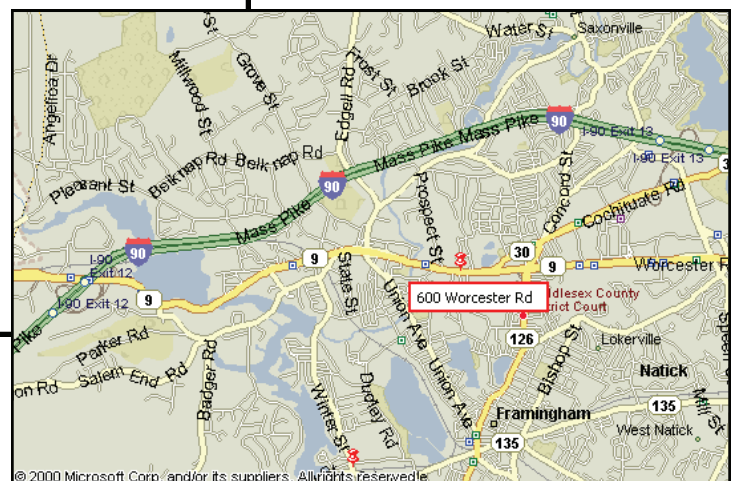 Water St
Saxonville
Angelica Dr
Millwood St
Grove St
Edgell Rd
Frost St
Brook St
90
I-90 Exit 13
I-90 Exit 13
Mass Pike Mass Pike
Belknap Rd Belknap Rd
Pleasant St
90
Prospect St
Concord St
Cochituate Rd
Mass Pike
90
I-90
Exit 12
9
State St
30
9
Worcester R
9
I-90 Exit 12
600 Worcester Rd
ddlesex County
trict Court
Pike
Union Ave
126
Lokerville
Parker Rd
Salem End Rd
on Rd
Badger Rd
Bishop St
Natick
Winter St
Dudley Rd
Union Ave
Speen
135
Mill St
Framingham
West Natick
135
© 2000 Microsoft Corp. and/or its suppliers. All rights reserved.